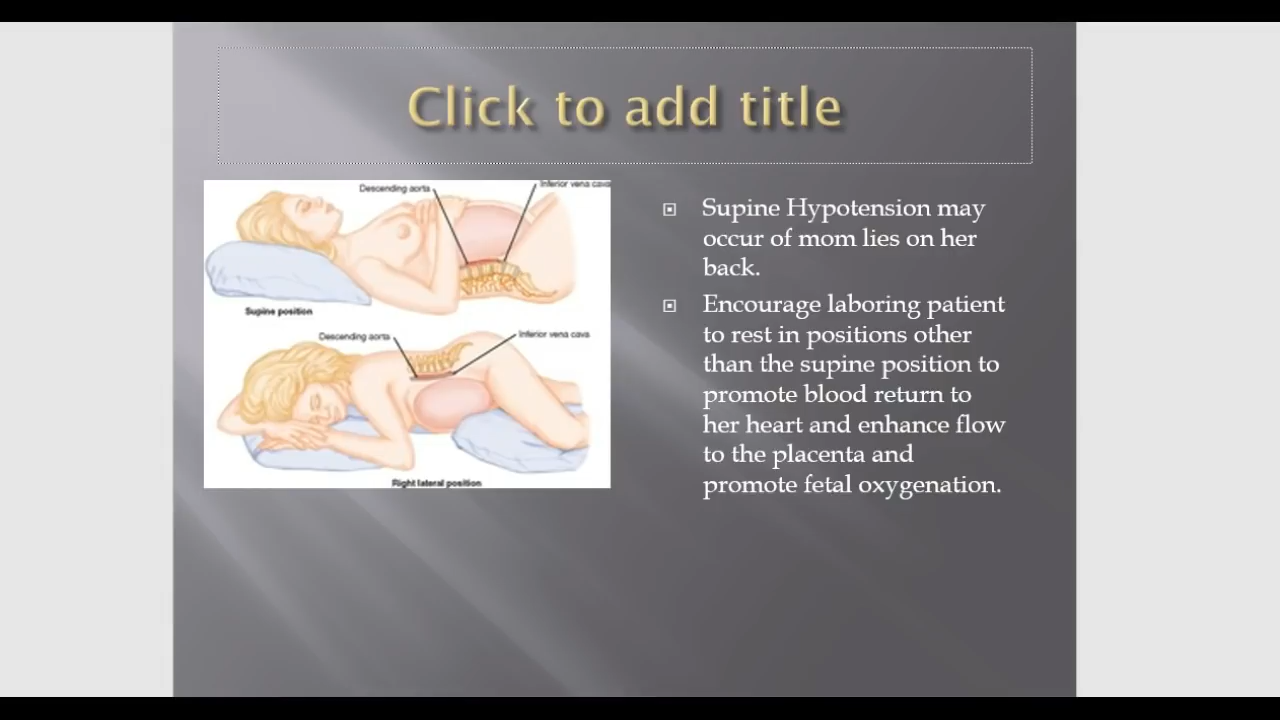 Click to add title
Descending aorta
Inferior vena cava
Supine position
Descending aorta
Inferior vena cava
Right lateral position
Supine Hypotension may
occur of mom lies on her
back.
Encourage laboring patient
to rest in positions other
than the supine position to
promote blood return to
her heart and enhance flow
to the placenta and
promote fetal oxygenation.